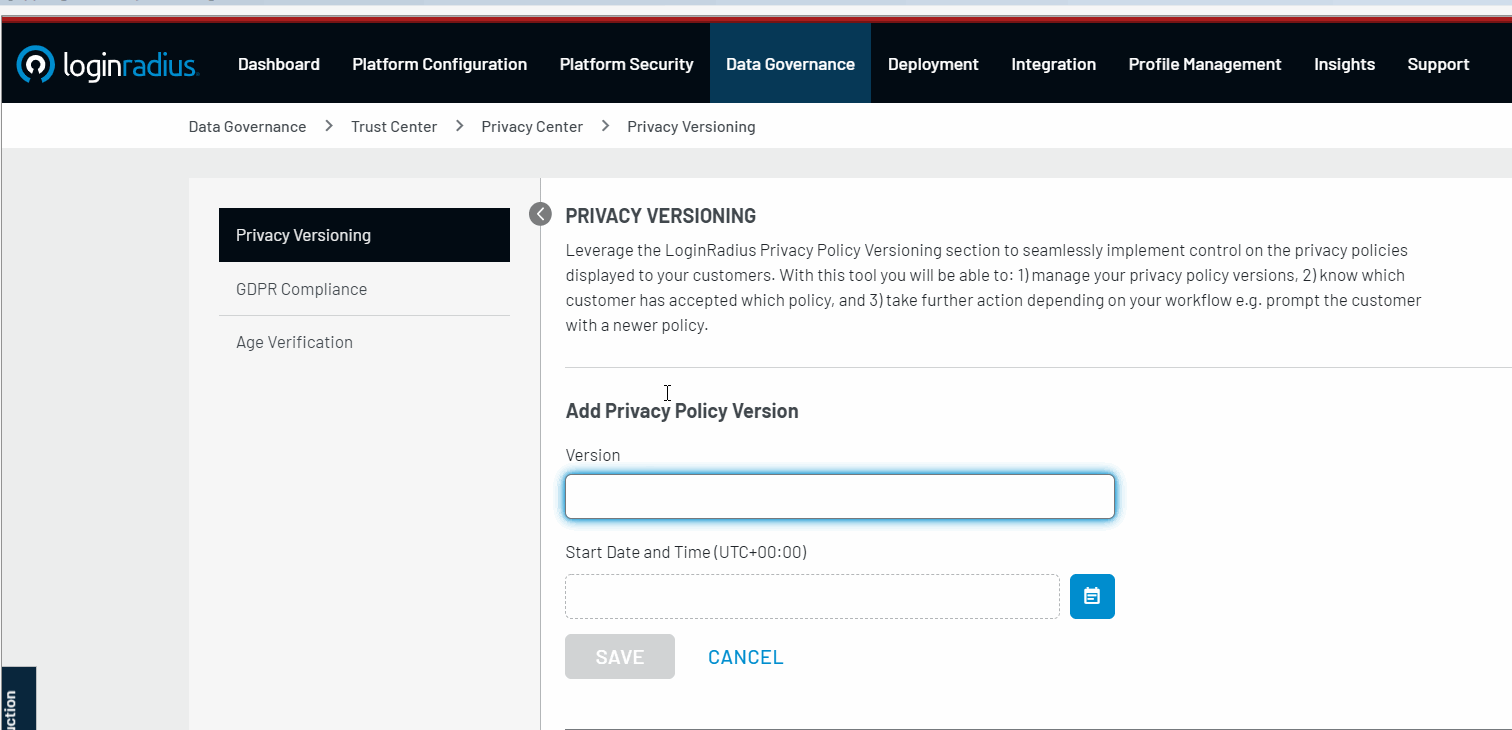 loginradius
Dashboard Platform Configuration Platform Security Data Governance Deployment Integration Profile Management Insights Support
Data Governance > Trust Center > Privacy Center > Privacy Versioning
Privacy Versioning
GDPR Compliance
Age Verification
PRIVACY VERSIONING
Leverage the LoginRadius Privacy Policy Versioning section to seamlessly implement control on the privacy policies
displayed to your customers. With this tool you will be able to: 1) manage your privacy policy versions, 2) know which
customer has accepted which policy, and 3) take further action depending on your workflow e.g. prompt the customer
with a newer policy.
Add Privacy Policy Version
Version
Start Date and Time (UTC+00:00)
SAVE CANCEL